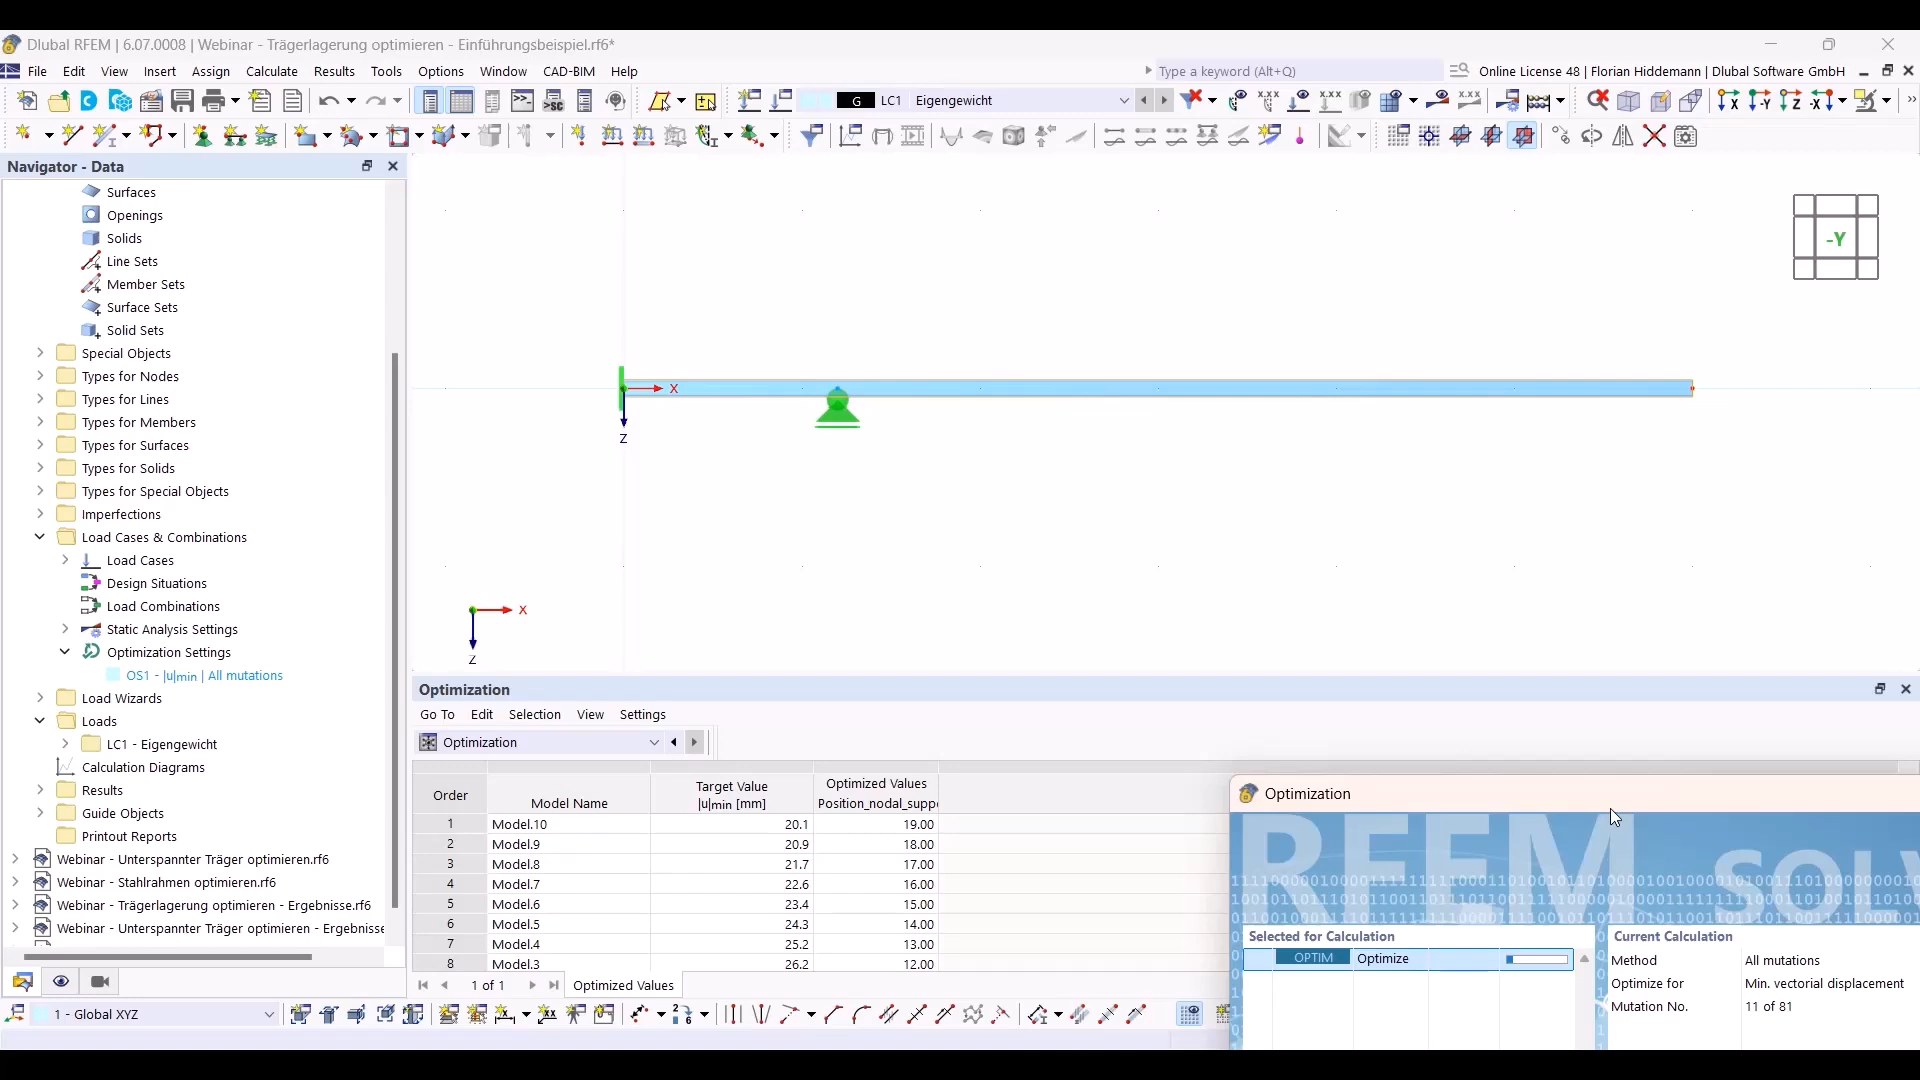 Dlubal RFEM | 6.07.0008 | Webinar - Trägerlagerung optimieren - Einführungsbeispiel.rf6*
File Edit View Insert Assign Calculate Results Tools Options Window CAD-BIM Help
Type a keyword (Alt+Q)
Online License 48 | Florian Hiddemann | Dlubal Software GmbH
G LC1 Eigengewicht
Navigator - Data
Surfaces
Openings
Solids
Line Sets
Member Sets
Surface Sets
Solid Sets
Special Objects
Types for Nodes
Types for Lines
Types for Members
Types for Surfaces
Types for Solids
Types for Special Objects
Imperfections
Load Cases & Combinations
Load Cases
Design Situations
Load Combinations
Static Analysis Settings
Optimization Settings
OS1 - |u|min | All mutations
Load Wizards
Loads
LC1 - Eigengewicht
Calculation Diagrams
Results
Guide Objects
Printout Reports
Webinar - Unterspannter Träger optimieren.rf6
Webinar - Stahlrahmen optimieren.rf6
Webinar - Trägerlagerung optimieren - Ergebnisse.rf6
Webinar - Unterspannter Träger optimieren - Ergebnisse
1 - Global XYZ
-Y
X
Z
X
Z
Optimization
Go To Edit Selection View Settings
Optimization
Order Model Name Target Value |u|min [mm] Optimized Values Position_nodal_suppo
1 Model.10 20.1 19.00
2 Model.9 20.9 18.00
3 Model.8 21.7 17.00
4 Model.7 22.6 16.00
5 Model.6 23.4 15.00
6 Model.5 24.3 14.00
7 Model.4 25.2 13.00
8 Model.3 26.2 12.00
1 of 1 Optimized Values
Optimization
RFEM SOLV
Selected for Calculation
OPTIM Optimize
Current Calculation
Method All mutations
Optimize for Min. vectorial displacement
Mutation No. 11 of 81